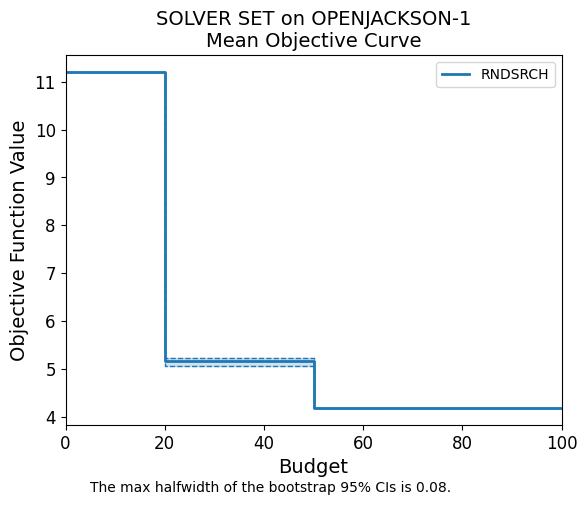 SOLVER SET on OPENJACKSON-1
Mean Objective Curve
RNDSRCH
Objective Function Value
11
10
9
8
7
6
5
4
0 20 40 60 80 100
Budget
The max halfwidth of the bootstrap 95% CIs is 0.08.